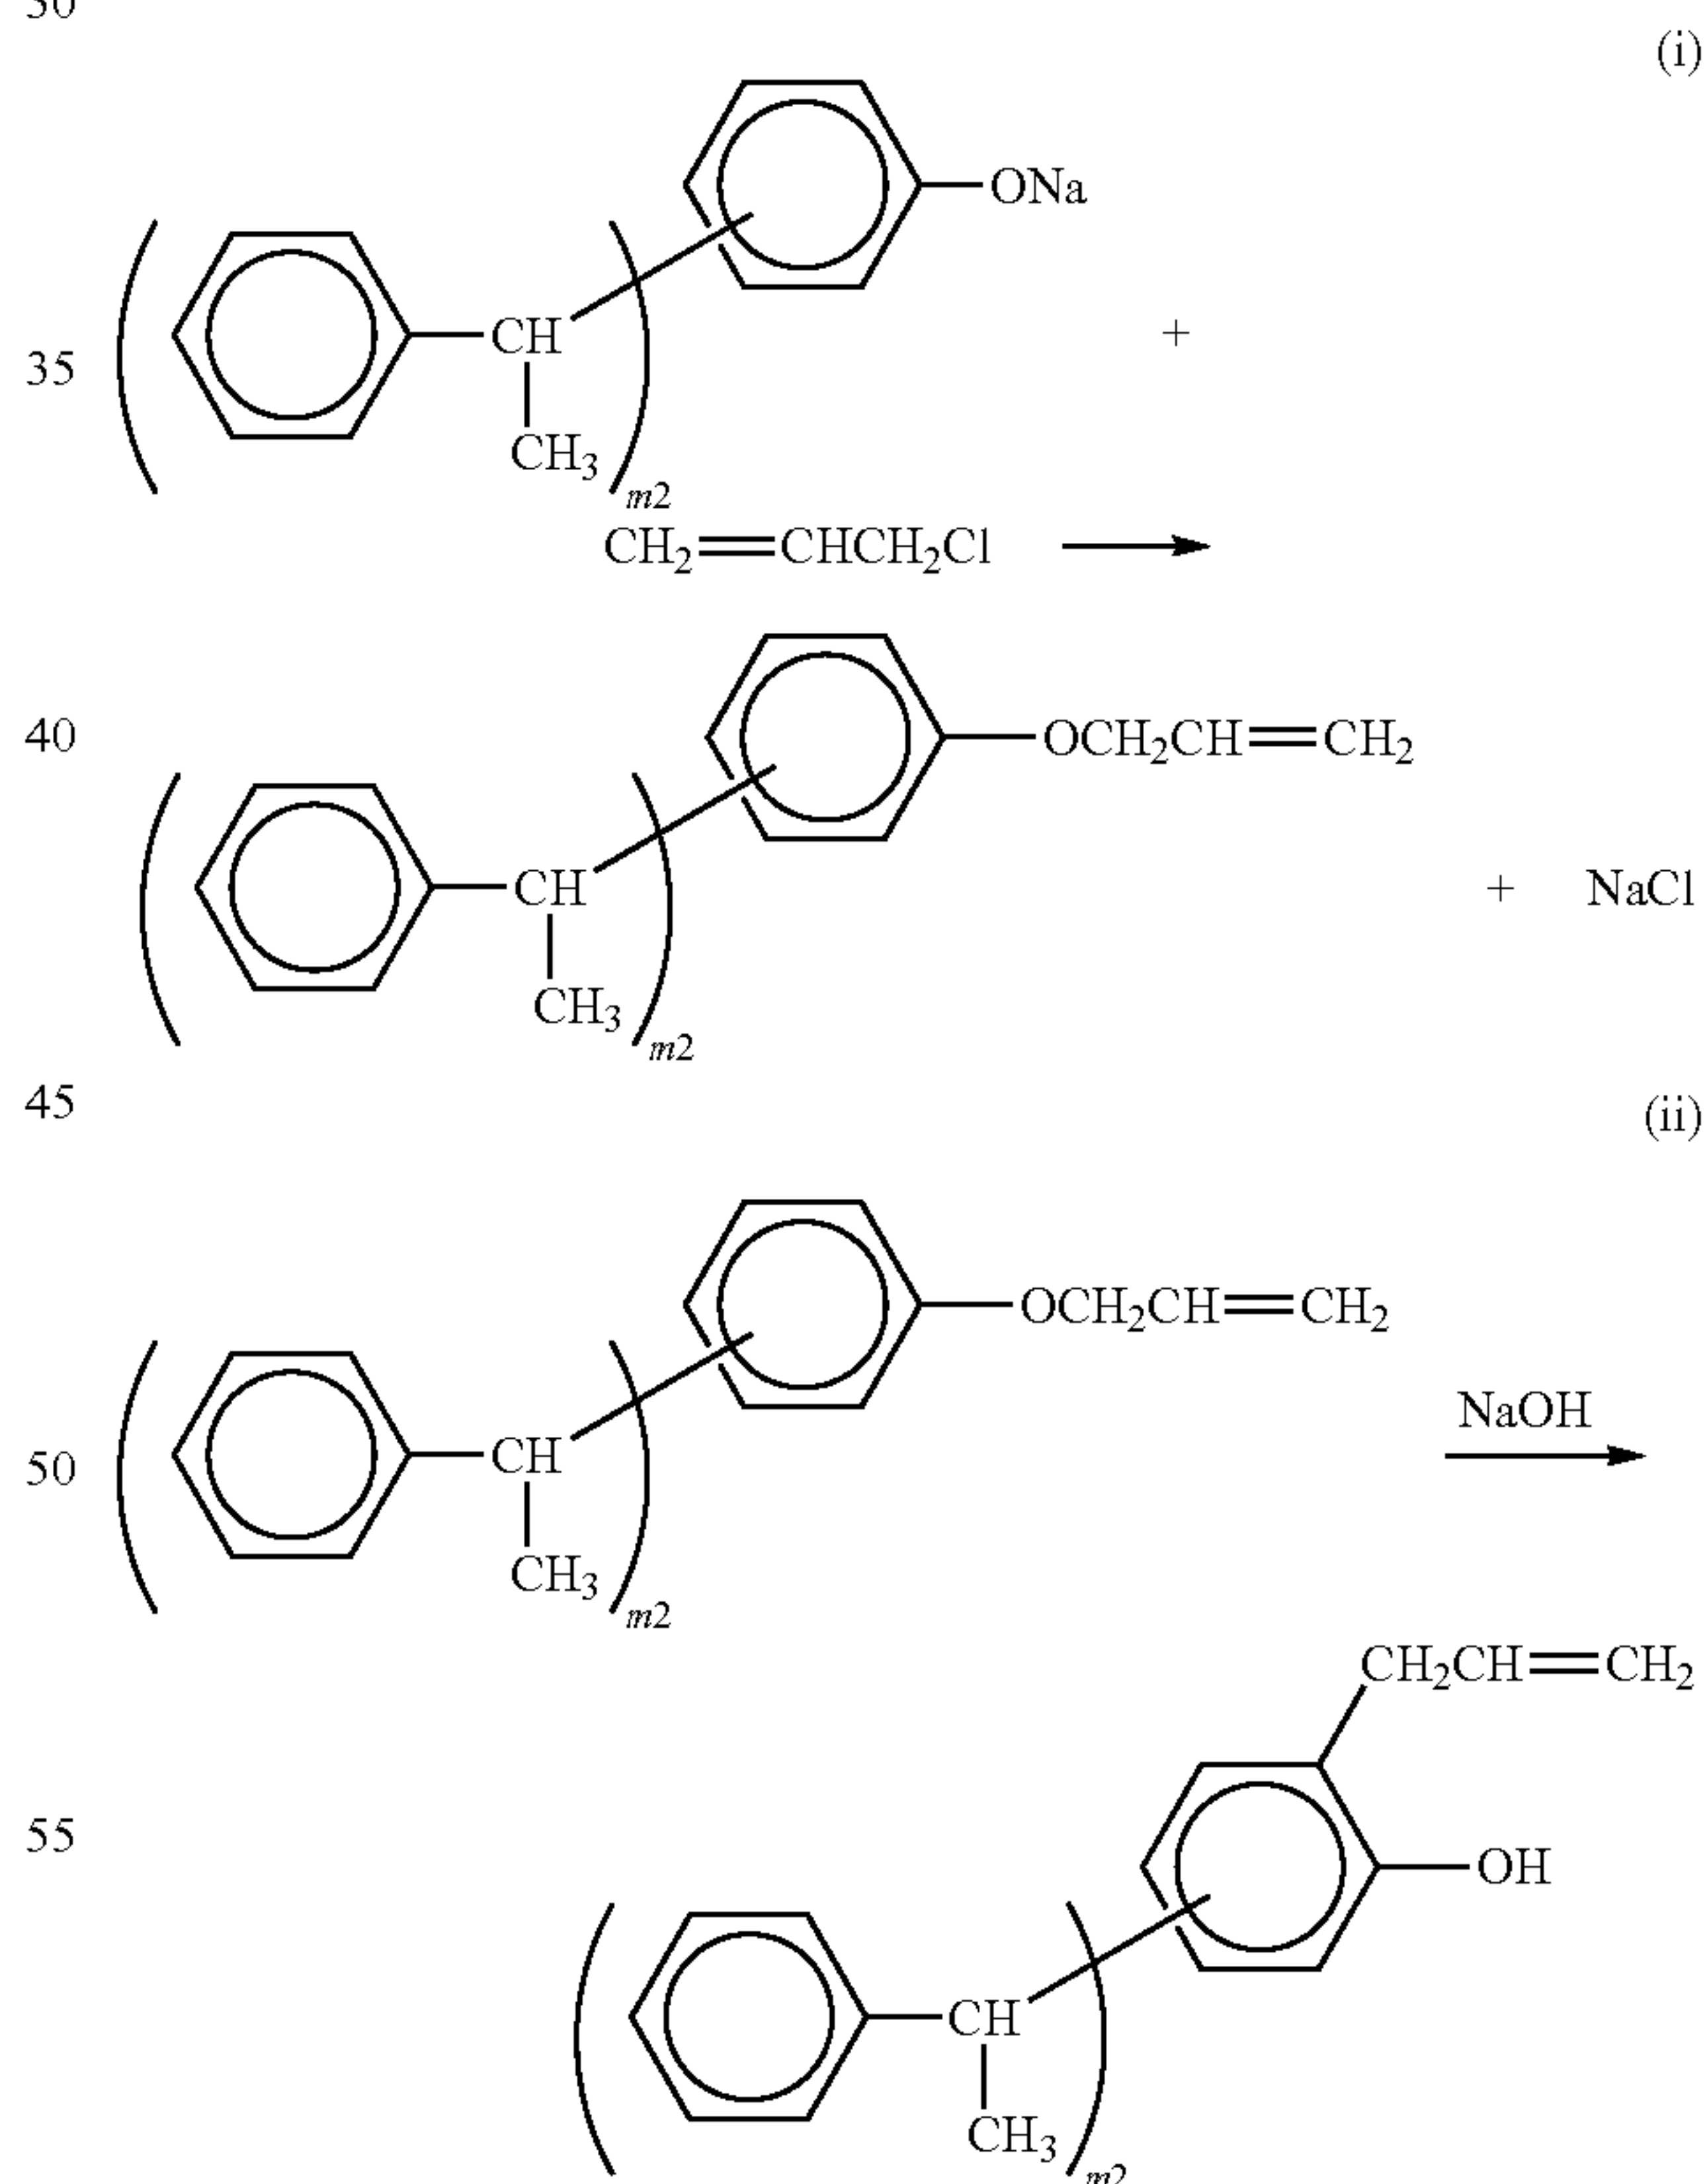 (i)
ONa
35
CH
+
CH3
m2
CH2=CHCH2Cl
40
OCH2CH=CH2
CH
+ NaCl
CH3
m2
45
(ii)
OCH2CH=CH2
NaOH
50
CH
CH3
m2
CH2CH=CH2
55
OH
CH
CH3
m2